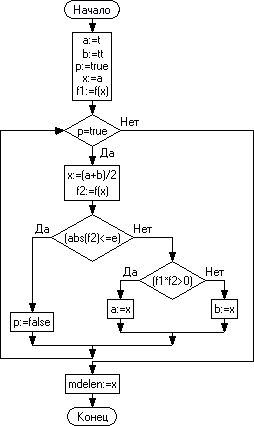 Начало
a:=t
b:=tt
p:=true
x:=a
f1:=f(x)
p=true
Нет
Да
x:=(a+b)/2
f2:=f(x)
Да
(abs(f2)<=e)
Нет
Да
(f1*f2>0)
Нет
p:=false
a:=x
b:=x
mdelen:=x
Конец